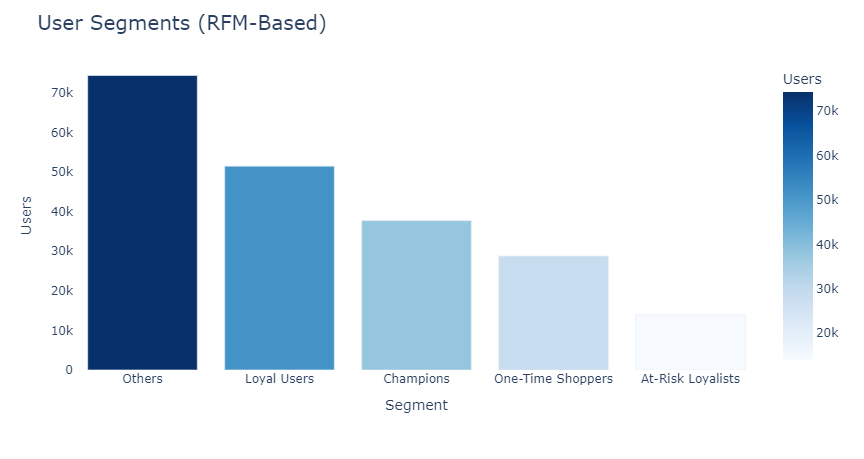 User Segments (RFM-Based)
Users
70k
60k
50k
40k
30k
20k
10k
0
Users
Others
Loyal Users
Champions
One-Time Shoppers
At-Risk Loyalists
Segment
70k
60k
50k
40k
30k
20k